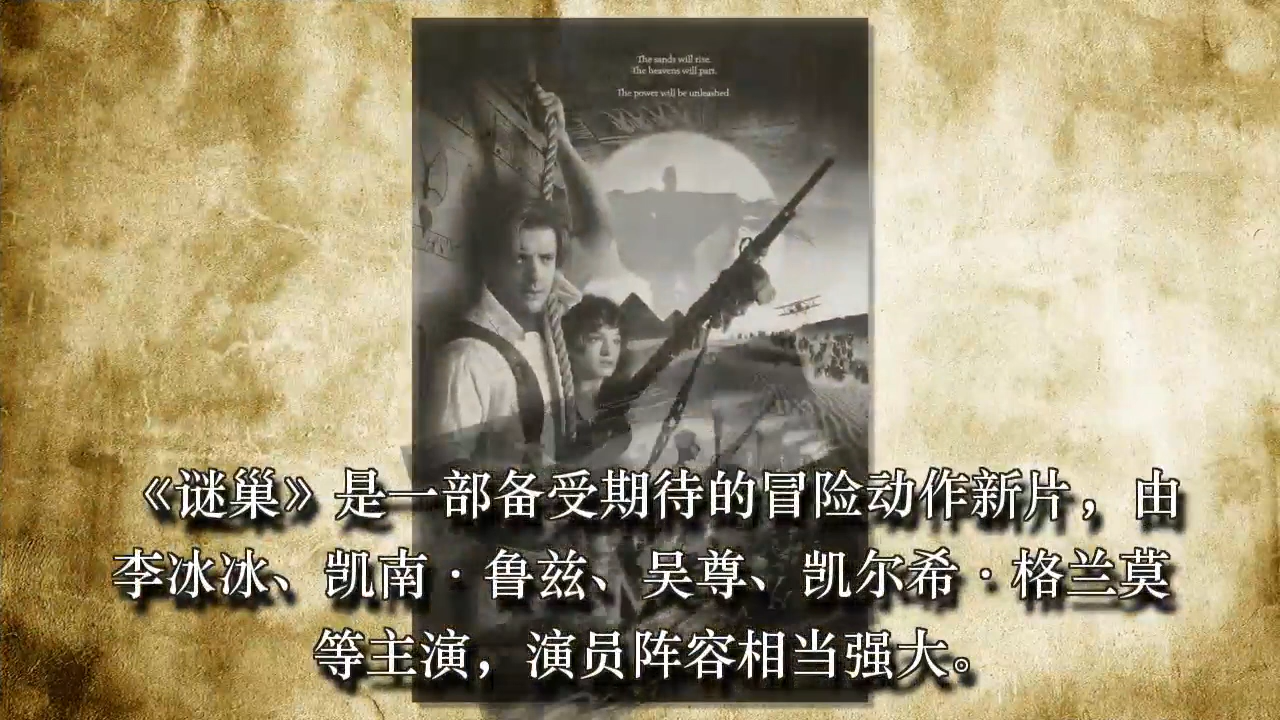 The sands will rise.
The heavens will part.
The power will be unleashed
《谜巢》是一部备受期待的冒险动作新片，由
李冰冰、凯南·鲁兹、吴尊、凯尔希·格兰莫
等主演，演员阵容相当强大。